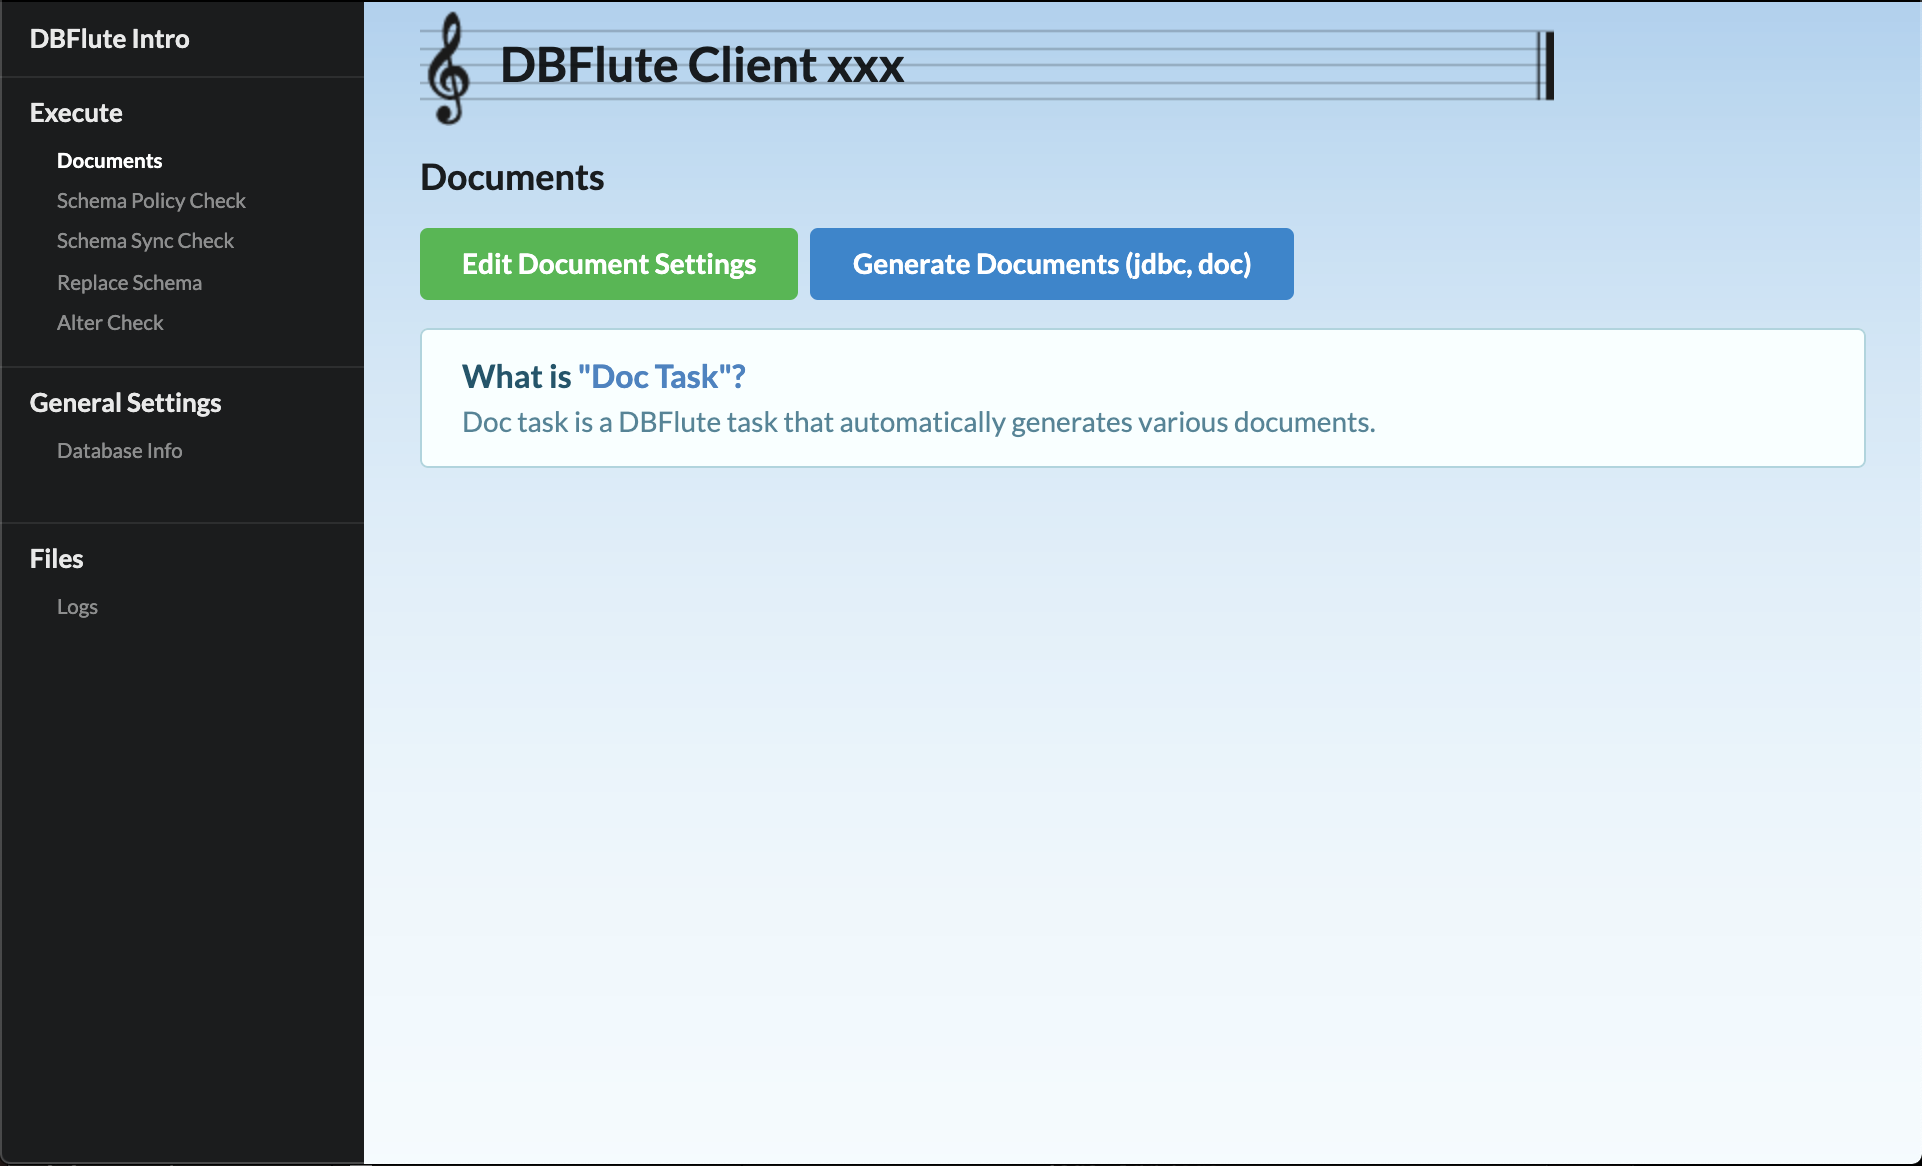 DBFlute Intro
Execute
Documents
Schema Policy Check
Schema Sync Check
Replace Schema
Alter Check
General Settings
Database Info
Files
Logs
DBFlute Client xxx
Documents
Edit Document Settings
Generate Documents (jdbc, doc)
What is "Doc Task"?
Doc task is a DBFlute task that automatically generates various documents.